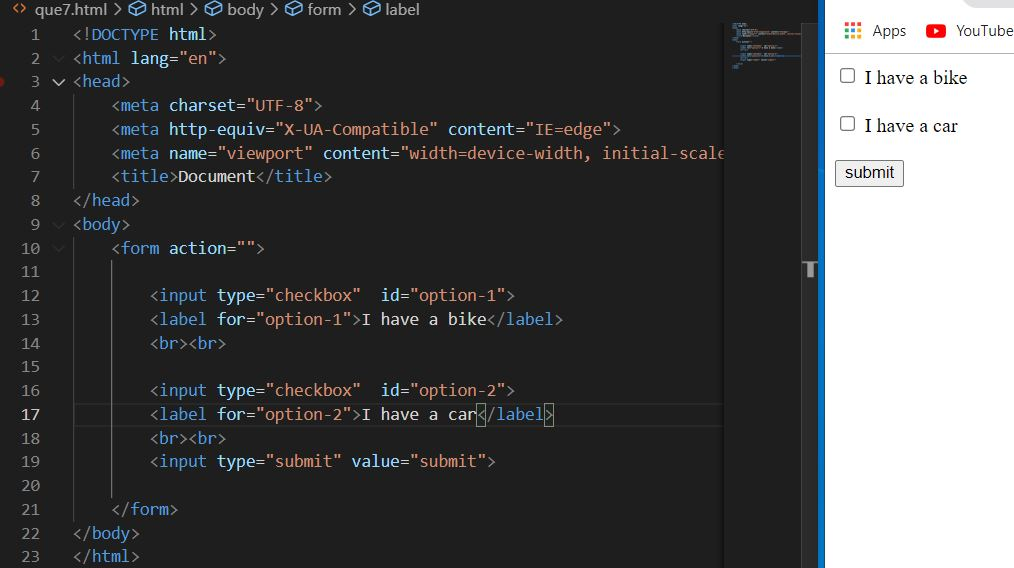 que7.html > html > body > form > label
1 <!DOCTYPE html>
2 <html lang="en">
3 <head>
4 <meta charset="UTF-8">
5 <meta http-equiv="X-UA-Compatible" content="IE=edge">
6 <meta name="viewport" content="width=device-width, initial-scale
7 <title>Document</title>
8 </head>
9 <body>
10 <form action="">
11
12 <input type="checkbox"  id="option-1">
13 <label for="option-1">I have a bike</label>
14 <br><br>
15
16 <input type="checkbox"  id="option-2">
17 <label for="option-2">I have a car</label>
18 <br><br>
19 <input type="submit" value="submit">
20
21 </form>
22 </body>
23 </html>
Apps YouTube
I have a bike
I have a car
submit